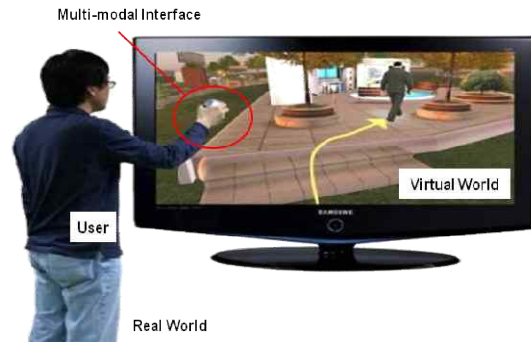 Multi-modal Interface
Virtual World
SAMSUNG
User
Real World